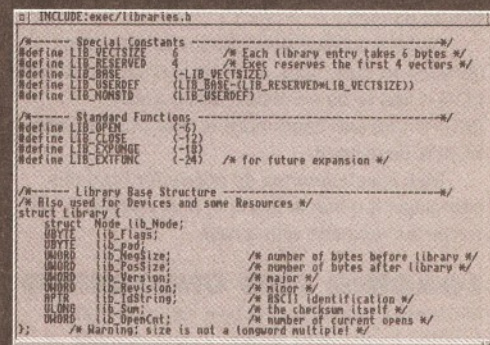 INCLUDE:exec/libraries.h
/*------ Special Constants ---------------------------------------*/
#define LIB_VECTSIZE 6 /* Each library entry takes 6 bytes */
#define LIB_RESERVED 4 /* Exec reserves the first 4 vectors */
#define LIB_BASE (-LIB_VECTSIZE)
#define LIB_USERDEF (LIB_BASE-(LIB_RESERVED*LIB_VECTSIZE))
#define LIB_NONSTD (LIB_USERDEF)
/*------ Standard Functions --------------------------------------*/
#define LIB_OPEN (-6)
#define LIB_CLOSE (-12)
#define LIB_EXPUNGE (-18)
#define LIB_EXTFUNC (-24) /* for future expansion */
/*------ Library Base Structure ----------------------------------*/
/* Also used for Devices and some Resources */
struct Library {
struct Node lib_Node;
UBYTE lib_Flags;
UBYTE lib_pad;
UWORD lib_NegSize; /* number of bytes before library */
UWORD lib_PosSize; /* number of bytes after library */
UWORD lib_Version; /* major */
UWORD lib_Revision; /* minor */
APTR lib_IdString; /* ASCII identification */
ULONG lib_Sum; /* the checksum itself */
UWORD lib_OpenCnt; /* number of current opens */
}; /* Warning: size is not a longword multiple! */